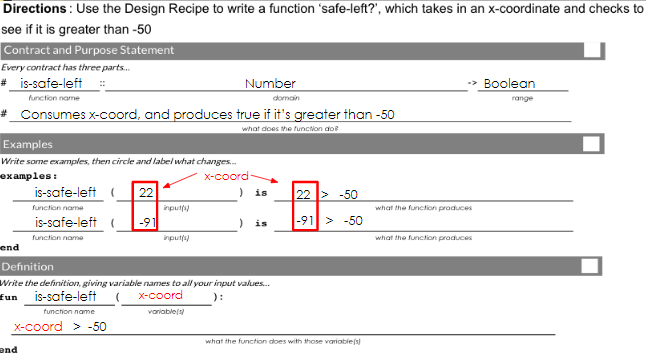 Directions : Use the Design Recipe to write a function ‘safe-left?’, which takes in an x-coordinate and checks to
see if it is greater than -50
Contract and Purpose Statement
Every contract has three parts...
# is-safe-left :: Number -> Boolean
function name domain range
# Consumes x-coord, and produces true if it’s greater than -50
what does the function do?
Examples
Write some examples, then circle and label what changes...
examples: x-coord
is-safe-left ( 22 ) is 22 > -50
function name input(s) what the function produces
is-safe-left ( -91 ) is -91 > -50
function name input(s) what the function produces
end
Definition
Write the definition, giving variable names to all your input values...
fun is-safe-left ( x-coord ):
function name variable(s)
x-coord > -50
what the function does with those variable(s)
end